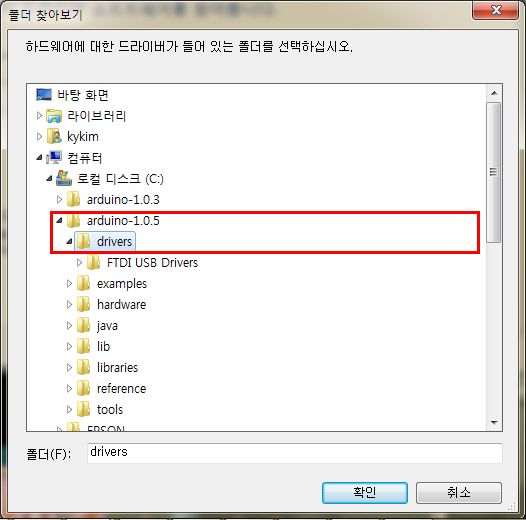 폴더 찾아보기
하드웨어에 대한 드라이버가 들어 있는 폴더를 선택하십시오.
바탕 화면
라이브러리
kykim
컴퓨터
로컬 디스크 (C:)
arduino-1.0.3
arduino-1.0.5
drivers
FTDI USB Drivers
examples
hardware
java
lib
libraries
reference
tools
EPSON
폴더(F):
drivers
확인
취소